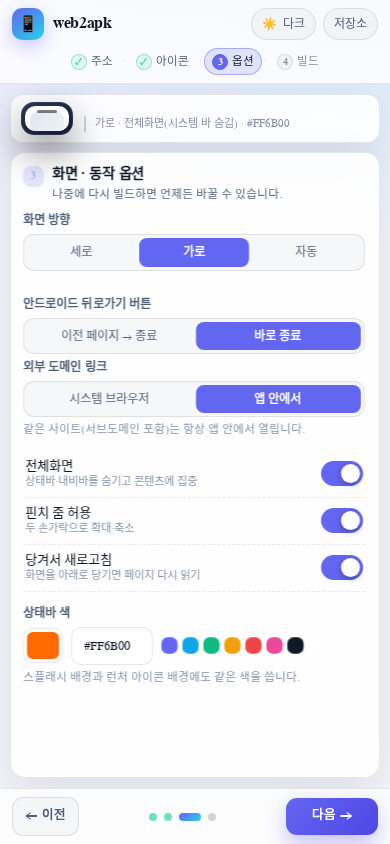 web2apk
☀️ 다크
저장소
✓ 주소
✓ 아이콘
3 옵션
4 빌드
가로 · 전체화면(시스템 바 숨김) · #FF6B00
3 화면 · 동작 옵션
나중에 다시 빌드하면 언제든 바꿀 수 있습니다.
화면 방향
세로
가로
자동
안드로이드 뒤로가기 버튼
이전 페이지 → 종료
바로 종료
외부 도메인 링크
시스템 브라우저
앱 안에서
같은 사이트(서브도메인 포함)는 항상 앱 안에서 열립니다.
전체화면
상태바·내비바를 숨기고 콘텐츠에 집중
핀치 줌 허용
두 손가락으로 확대·축소
당겨서 새로고침
화면을 아래로 당기면 페이지 다시 읽기
상태바 색
#FF6B00
스플래시 배경과 런처 아이콘 배경에도 같은 색을 씁니다.
← 이전
다음 →